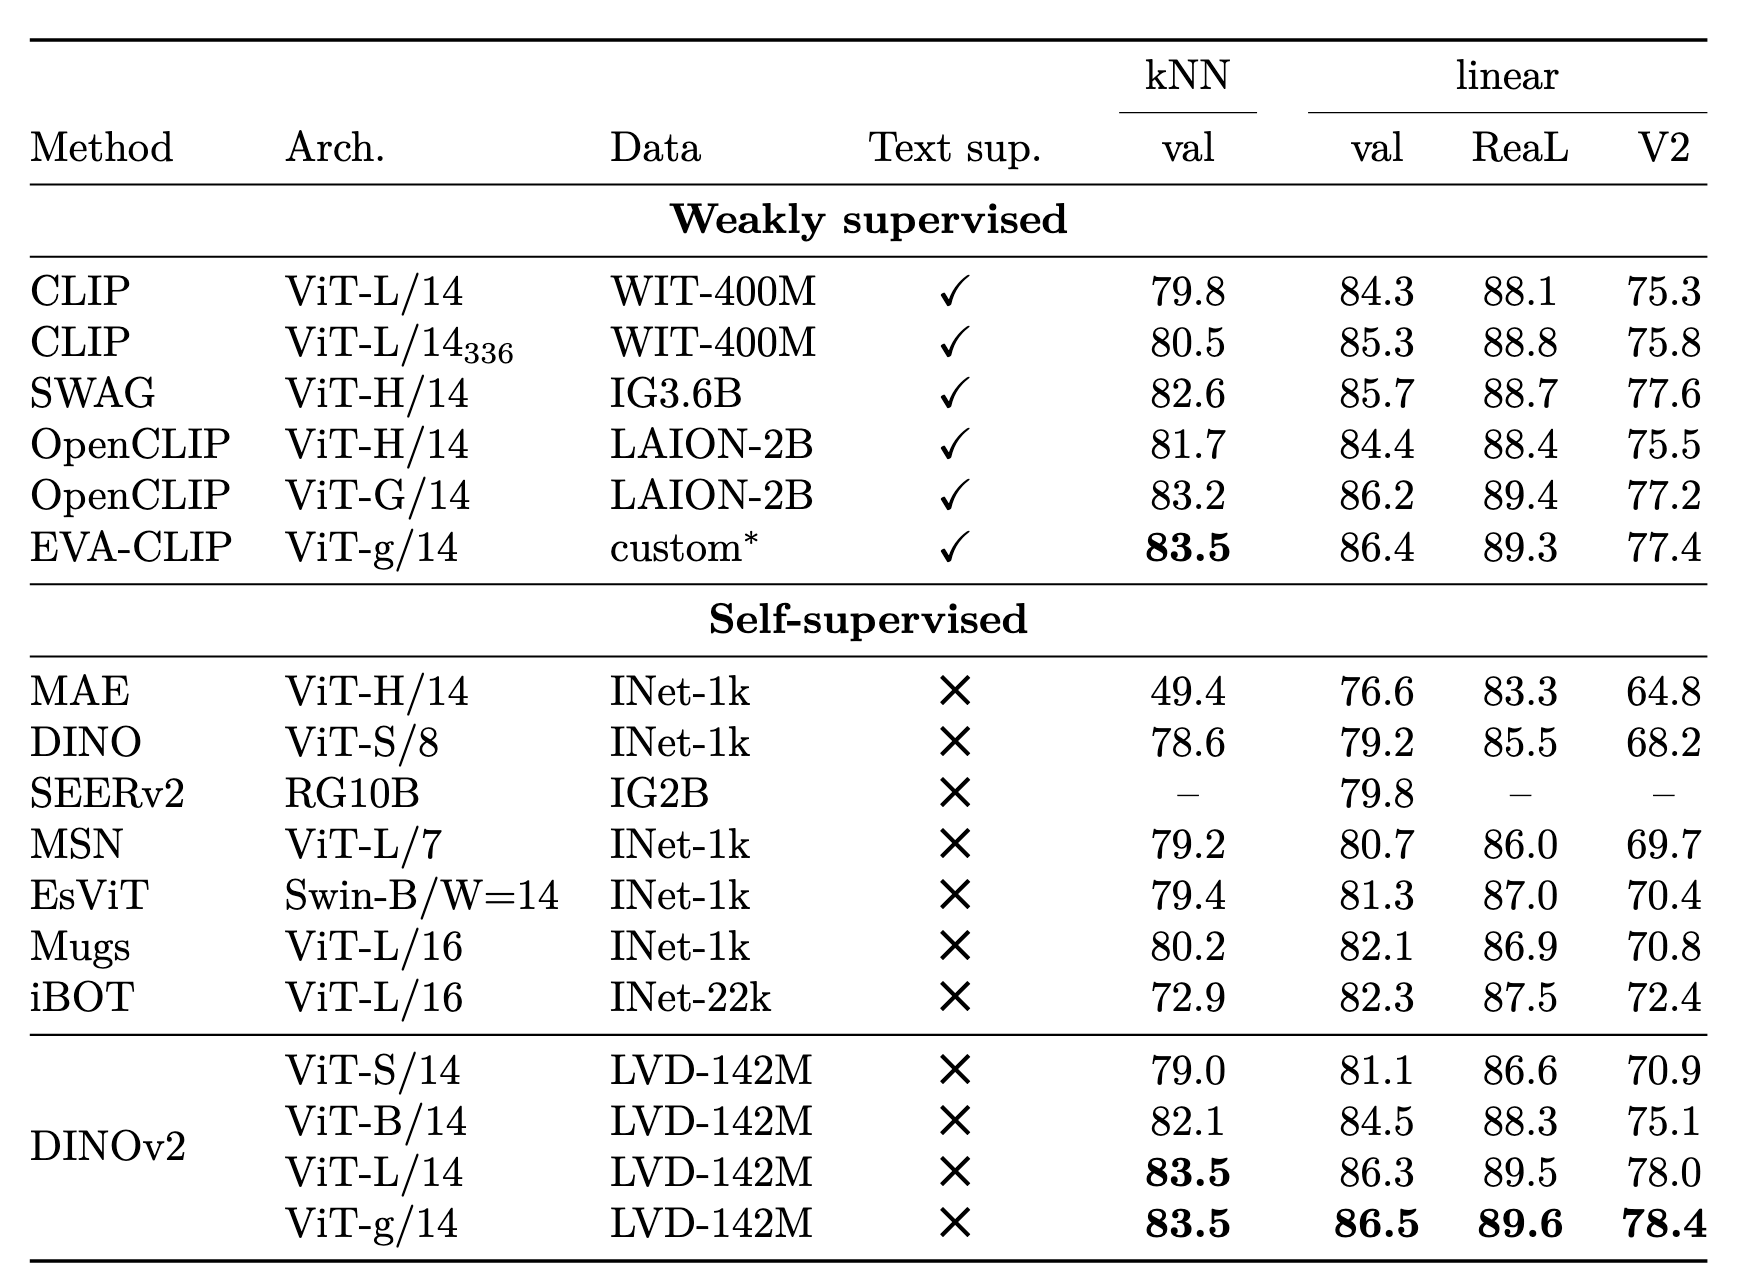 kNN linear
Method Arch. Data Text sup. val val ReaL V2
Weakly supervised
CLIP ViT-L/14 WIT-400M ✓ 79.8 84.3 88.1 75.3
CLIP ViT-L/14₃₃₆ WIT-400M ✓ 80.5 85.3 88.8 75.8
SWAG ViT-H/14 IG3.6B ✓ 82.6 85.7 88.7 77.6
OpenCLIP ViT-H/14 LAION-2B ✓ 81.7 84.4 88.4 75.5
OpenCLIP ViT-G/14 LAION-2B ✓ 83.2 86.2 89.4 77.2
EVA-CLIP ViT-g/14 custom* ✓ 83.5 86.4 89.3 77.4
Self-supervised
MAE ViT-H/14 INet-1k ✕ 49.4 76.6 83.3 64.8
DINO ViT-S/8 INet-1k ✕ 78.6 79.2 85.5 68.2
SEERv2 RG10B IG2B ✕ – 79.8 – –
MSN ViT-L/7 INet-1k ✕ 79.2 80.7 86.0 69.7
EsViT Swin-B/W=14 INet-1k ✕ 79.4 81.3 87.0 70.4
Mugs ViT-L/16 INet-1k ✕ 80.2 82.1 86.9 70.8
iBOT ViT-L/16 INet-22k ✕ 72.9 82.3 87.5 72.4
DINOv2
ViT-S/14 LVD-142M ✕ 79.0 81.1 86.6 70.9
ViT-B/14 LVD-142M ✕ 82.1 84.5 88.3 75.1
ViT-L/14 LVD-142M ✕ 83.5 86.3 89.5 78.0
ViT-g/14 LVD-142M ✕ 83.5 86.5 89.6 78.4